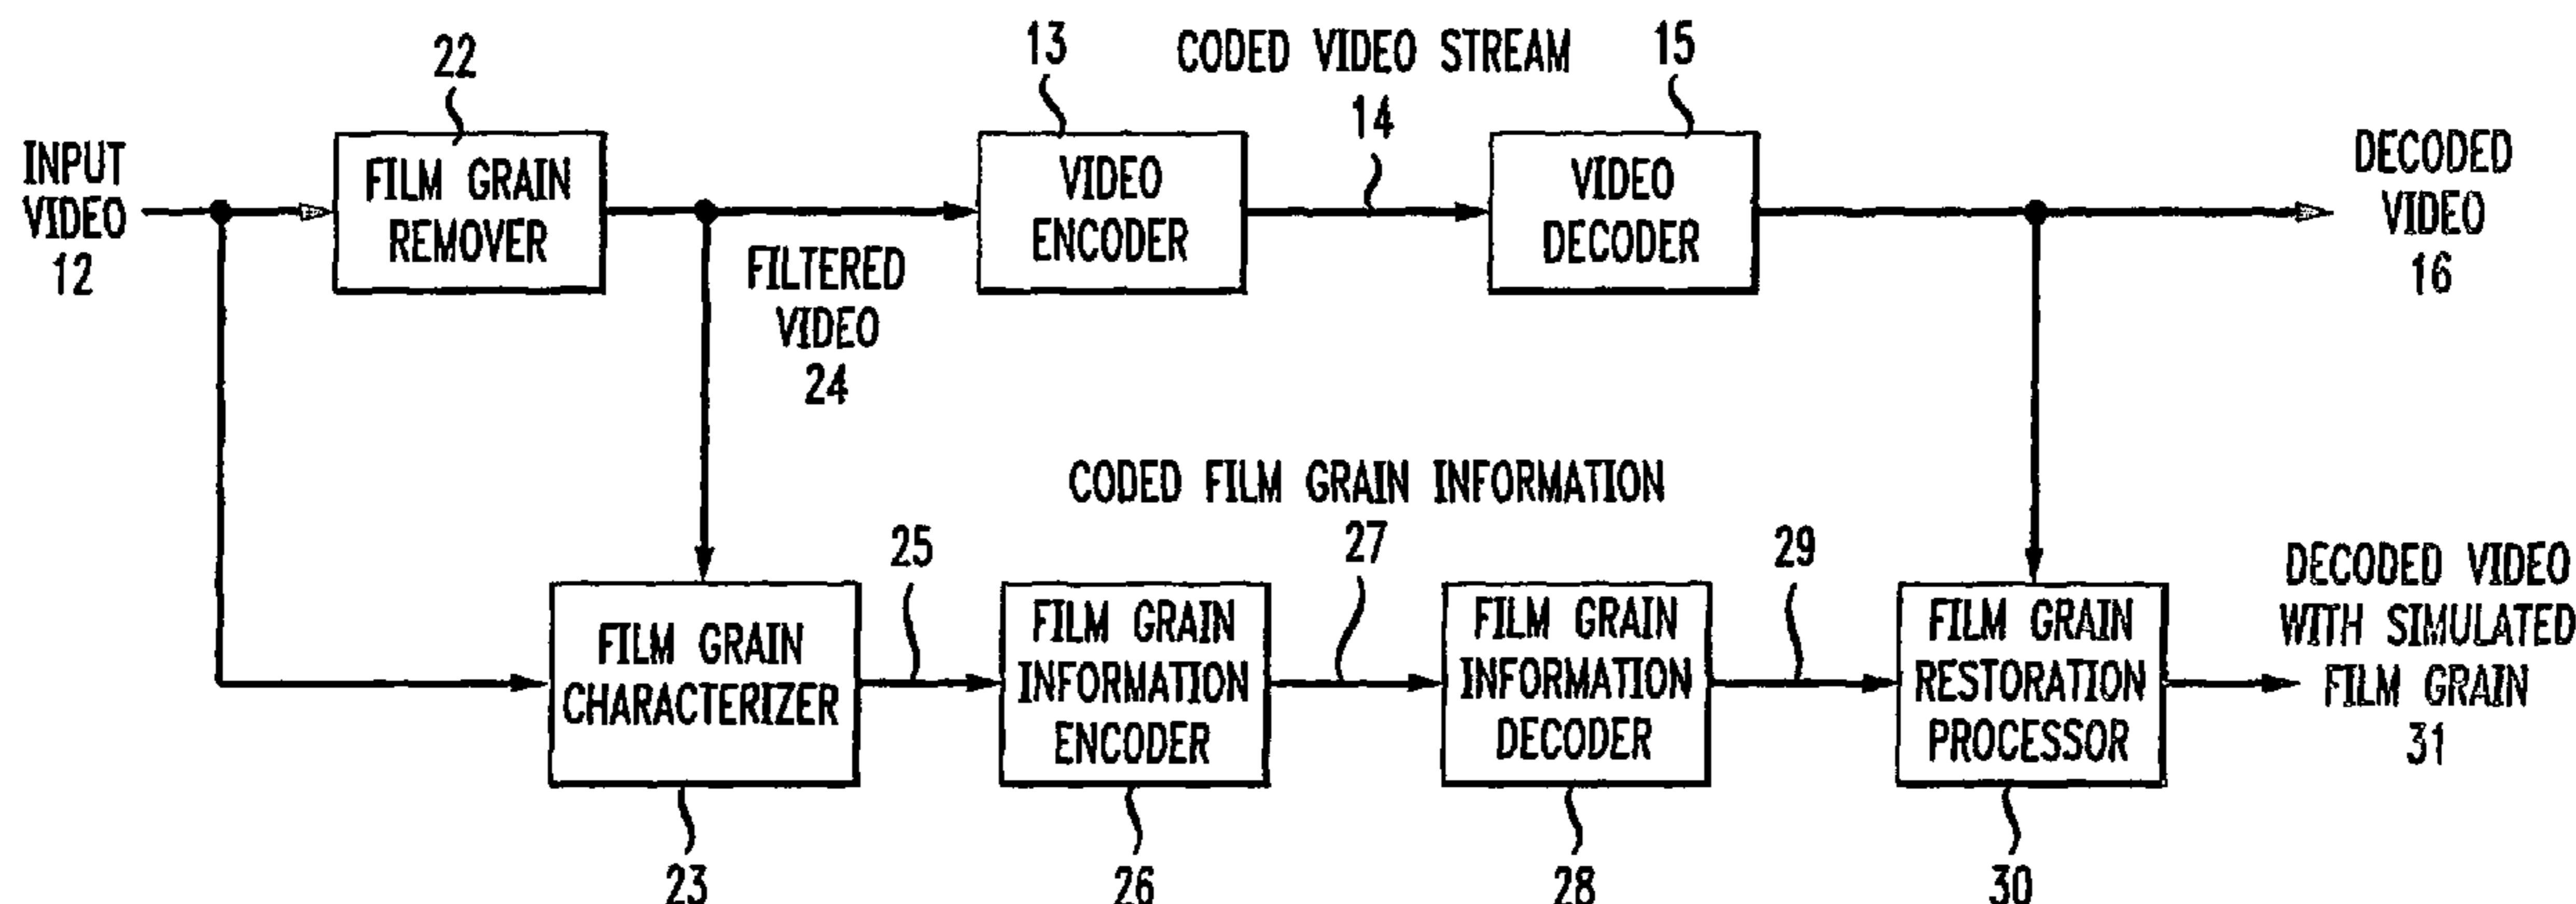 22
13
CODED VIDEO STREAM
14
15
INPUT
VIDEO
12
FILM GRAIN
REMOVER
FILTERED
VIDEO
24
VIDEO
ENCODER
VIDEO
DECODER
DECODED
VIDEO
16
CODED FILM GRAIN INFORMATION
25
27
29
FILM GRAIN
CHARACTERIZER
23
FILM GRAIN
INFORMATION
ENCODER
26
FILM GRAIN
INFORMATION
DECODER
28
FILM GRAIN
RESTORATION
PROCESSOR
30
DECODED VIDEO
WITH SIMULATED
FILM GRAIN
31